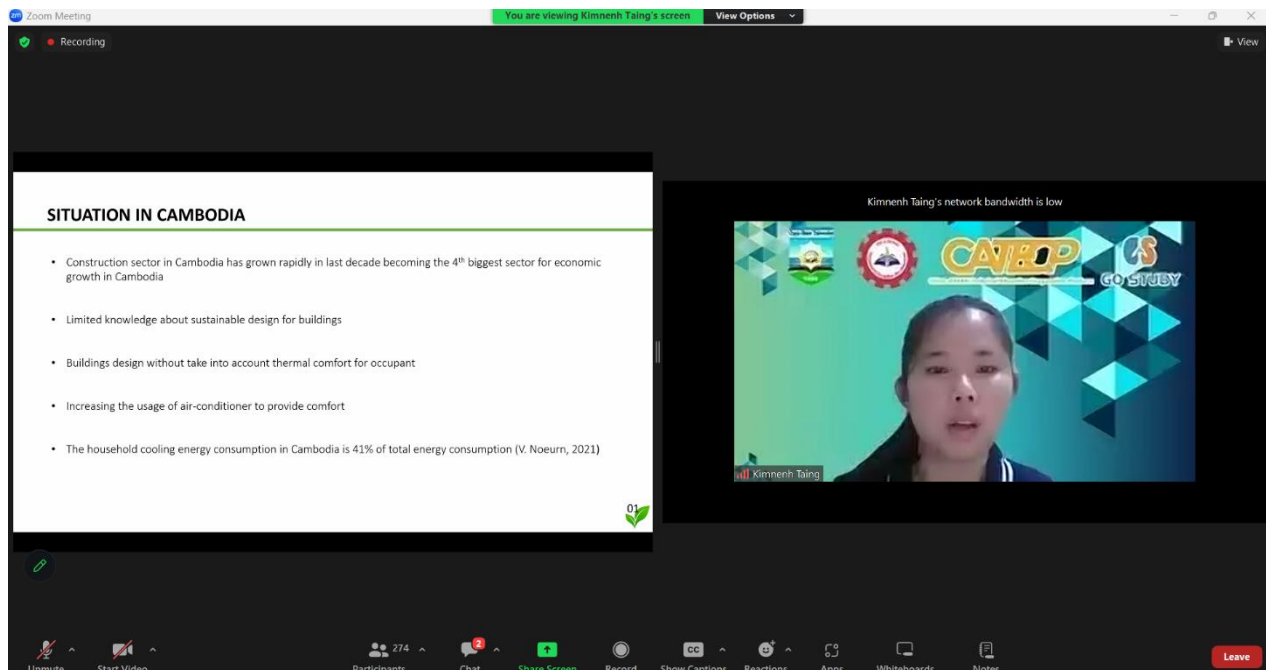 zm Zoom Meeting
You are viewing Kimnenh Taing's screen
View Options
Recording
View
SITUATION IN CAMBODIA
• Construction sector in Cambodia has grown rapidly in last decade becoming the 4th biggest sector for economic
growth in Cambodia
• Limited knowledge about sustainable design for buildings
• Buildings design without take into account thermal comfort for occupant
• Increasing the usage of air-conditioner to provide comfort
• The household cooling energy consumption in Cambodia is 41% of total energy consumption (V. Noeurn, 2021)
01
Kimnenh Taing's network bandwidth is low
GO STUDY
Kimnenh Taing
274
2
CC
Unmute
Start Video
Participants
Chat
Share Screen
Record
Show Captions
Reactions
Apps
Whiteboards
Notes
Leave